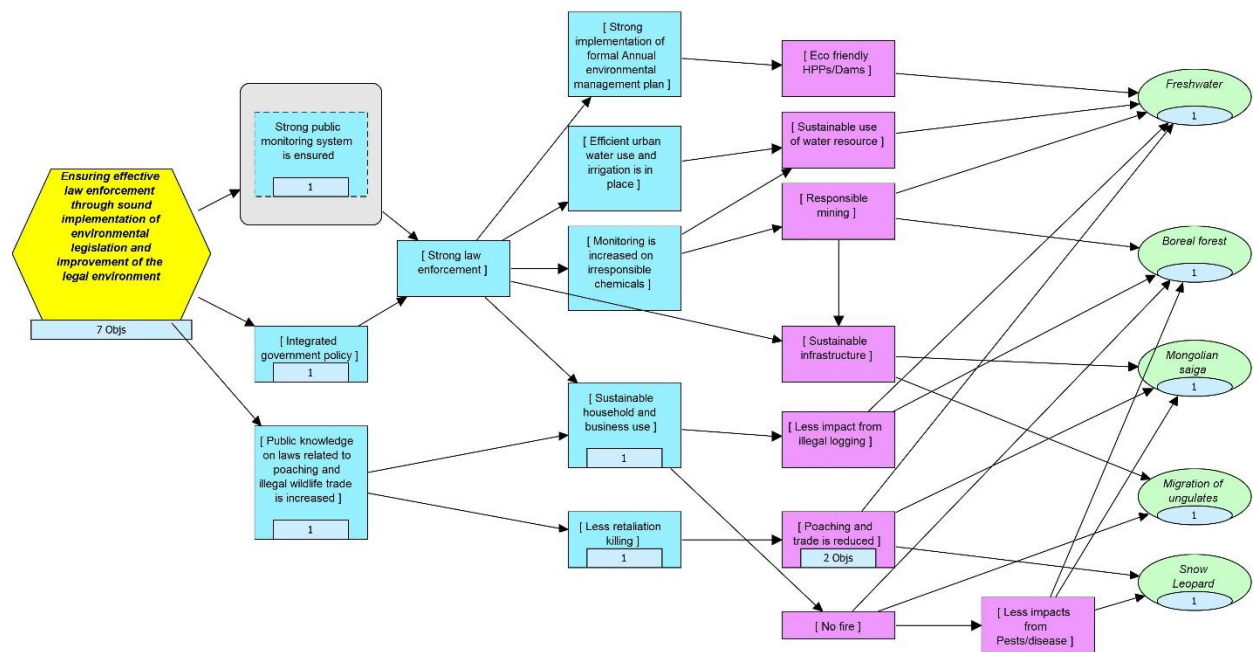 Ensuring effective
law enforcement
through sound
implementation of
environmental
legislation and
improvement of the
legal environment
7 Objs
Strong public
monitoring system
is ensured
1
[ Integrated
government policy ]
1
[ Public knowledge
on laws related to
poaching and
illegal wildlife trade
is increased ]
1
[ Strong law
enforcement ]
[ Strong
implementation of
formal Annual
environmental
management plan ]
[ Efficient urban
water use and
irrigation is in
place ]
[ Monitoring is
increased on
irresponsible
chemicals ]
[ Sustainable
household and
business use ]
1
[ Less retaliation
killing ]
1
[ Eco friendly
HPPs/Dams ]
[ Sustainable use
of water resource ]
[ Responsible
mining ]
[ Sustainable
infrastructure ]
[ Less impact from
illegal logging ]
[ Poaching and
trade is reduced ]
2 Objs
[ No fire ]
[ Less impacts
from
Pests/disease ]
Freshwater
1
Boreal forest
1
Mongolian
saiga
1
Migration of
ungulates
1
Snow
Leopard
1